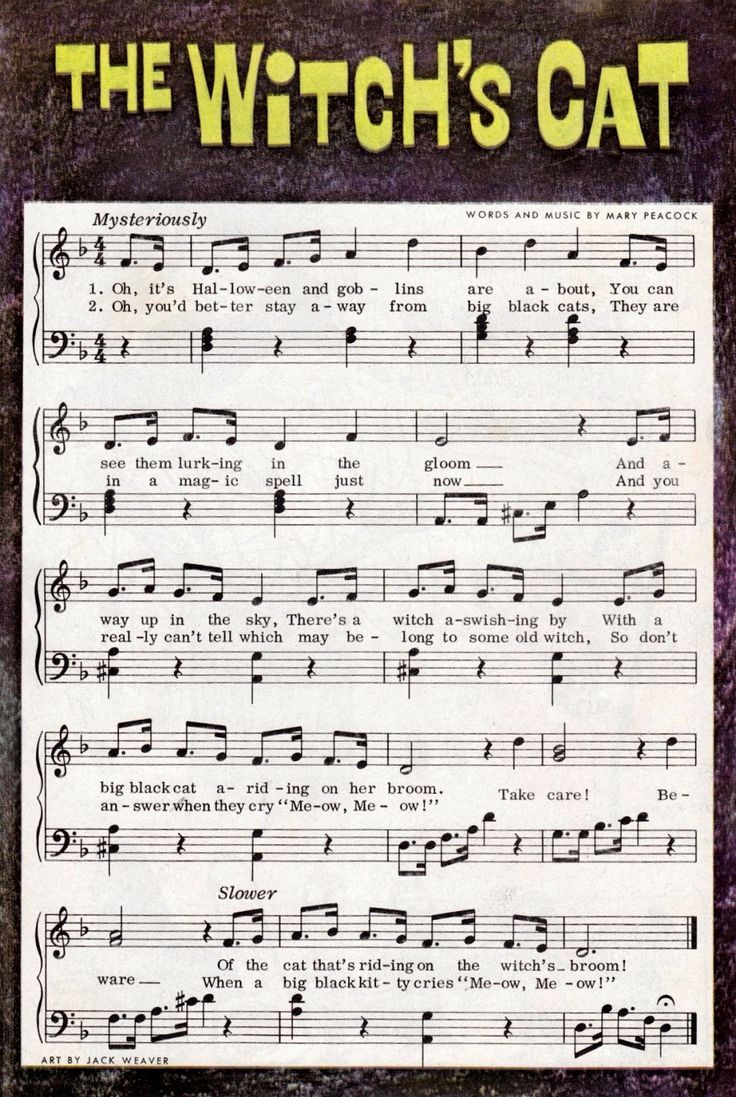 THE WiTCH'S CAT
Mysteriously
WORDS AND MUSIC BY MARY PEACOCK
1. Oh, it's Hal-low-een and gob - lins are a - bout, You can
2. Oh, you'd bet-ter stay a-way from big black cats, They are
see them lurk-ing in the gloom And a -
in a mag-ic spell just now And you
way up in the sky, There's a witch a-swish-ing by With a
real -ly can't tell which may be - long to some old witch, So don't
big black cat a- rid -ing on her broom. Take care! Be -
an- swer when they cry "Me-ow, Me - ow!"
Slower
Of the cat that's rid-ing on the witch's broom!
ware When a big black kit - ty cries "Me-ow, Me -ow!"
ART BY JACK WEAVER